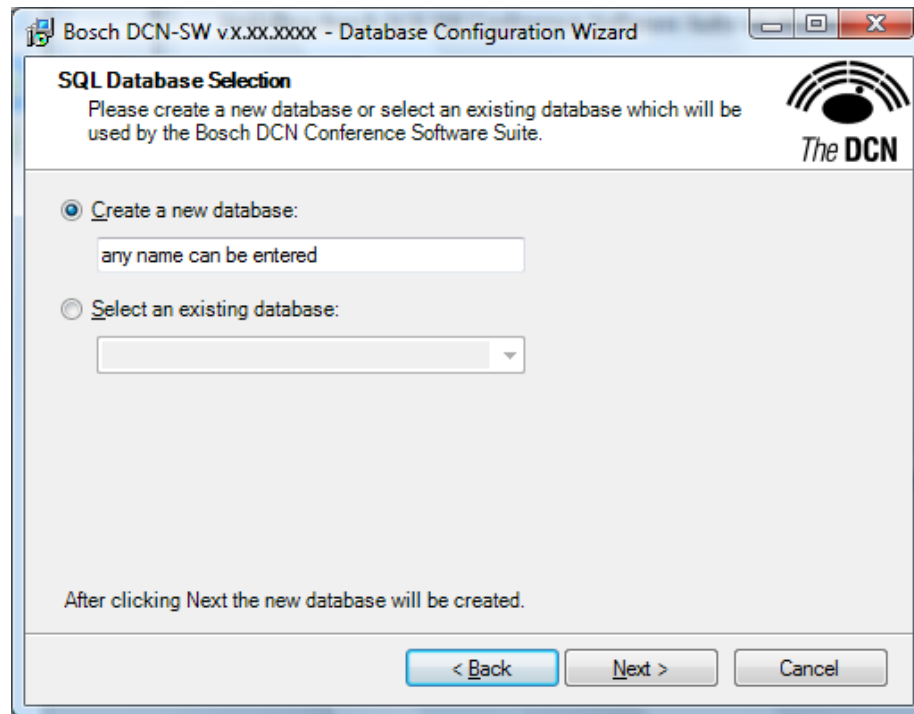 Bosch DCN-SW vx.xx.xxxx - Database Configuration Wizard
SQL Database Selection
Please create a new database or select an existing database which will be
used by the Bosch DCN Conference Software Suite.
The DCN
Create a new database:
any name can be entered
Select an existing database:
After clicking Next the new database will be created.
< Back
Next >
Cancel